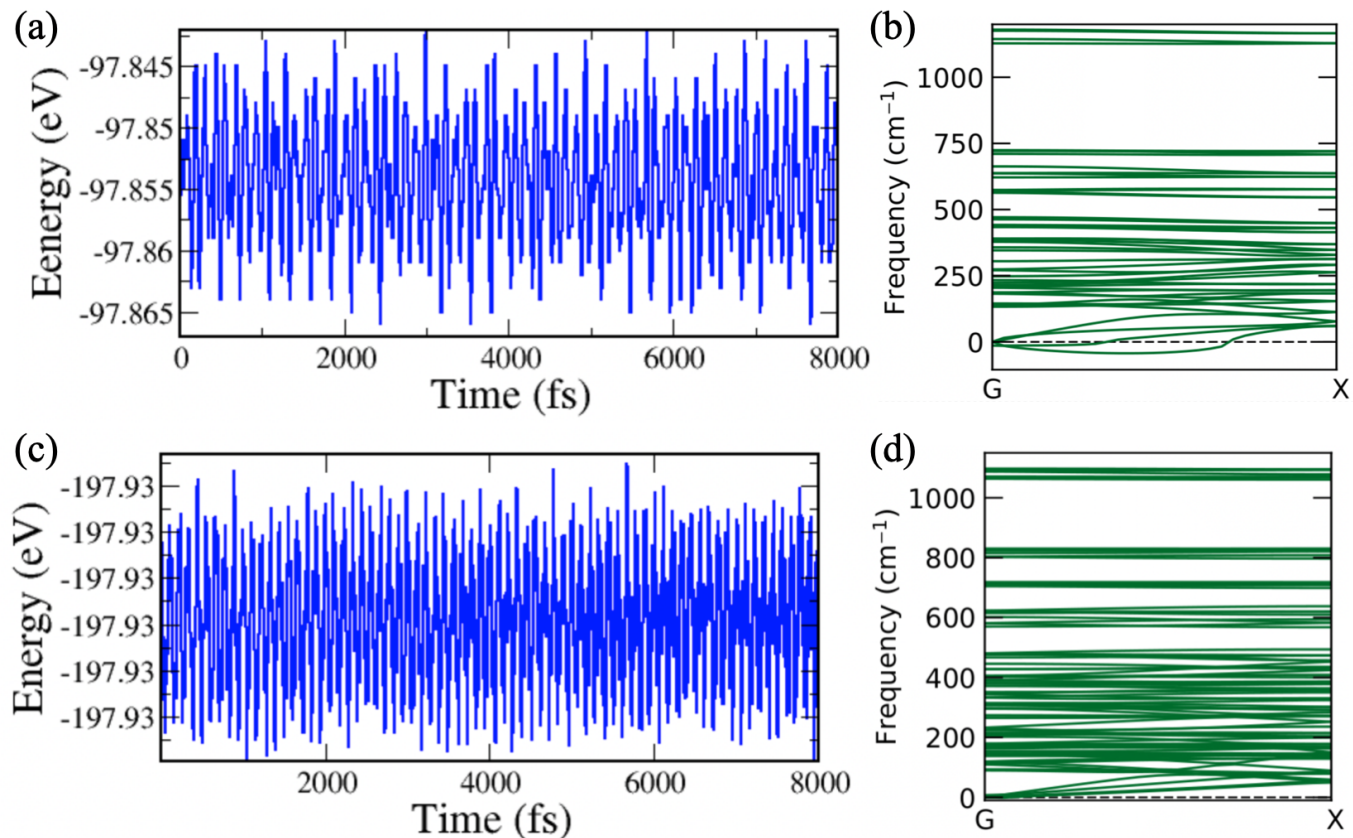 (a)
Eenergy (eV)
-97.845
-97.85
-97.855
-97.86
-97.865
0 2000 4000 6000 8000
Time (fs)
(b)
Frequency (cm⁻¹)
1000
750
500
250
0
G X
(c)
Energy (eV)
-197.93
-197.93
-197.93
-197.93
-197.93
-197.93
2000 4000 6000 8000
Time (fs)
(d)
Frequency (cm⁻¹)
1000
800
600
400
200
0
G X